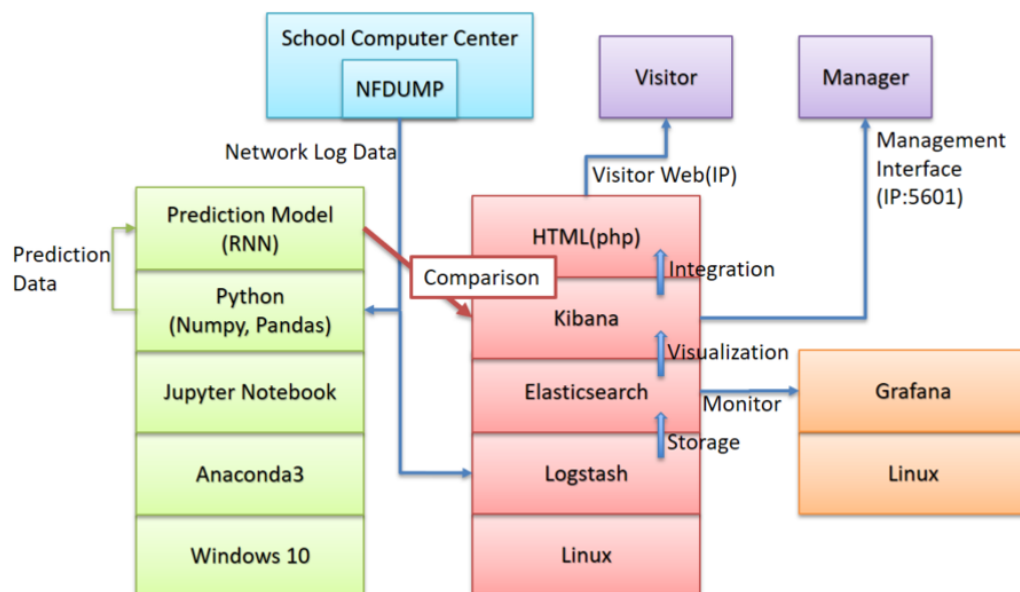 School Computer Center
NFDUMP
Visitor
Manager
Network Log Data
Visitor Web(IP)
Management
Interface
(IP:5601)
Prediction Model
(RNN)
Prediction
Data
Python
(Numpy, Pandas)
Jupyter Notebook
Anaconda3
Windows 10
Comparison
HTML(php)
Integration
Kibana
Visualization
Elasticsearch
Monitor
Storage
Logstash
Linux
Grafana
Linux